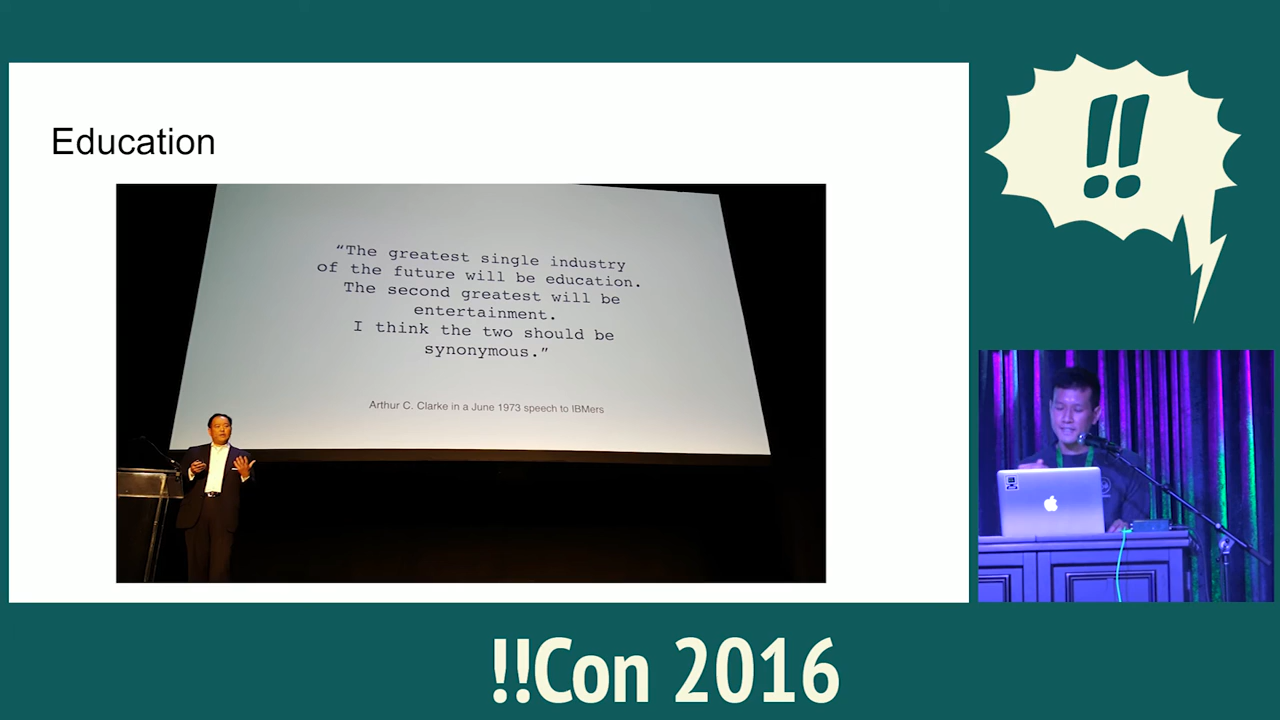 Education
“The greatest single industry
of the future will be education.
The second greatest will be
entertainment.
I think the two should be
synonymous.”
Arthur C. Clarke in a June 1973 speech to IBMers
!!
!!Con 2016